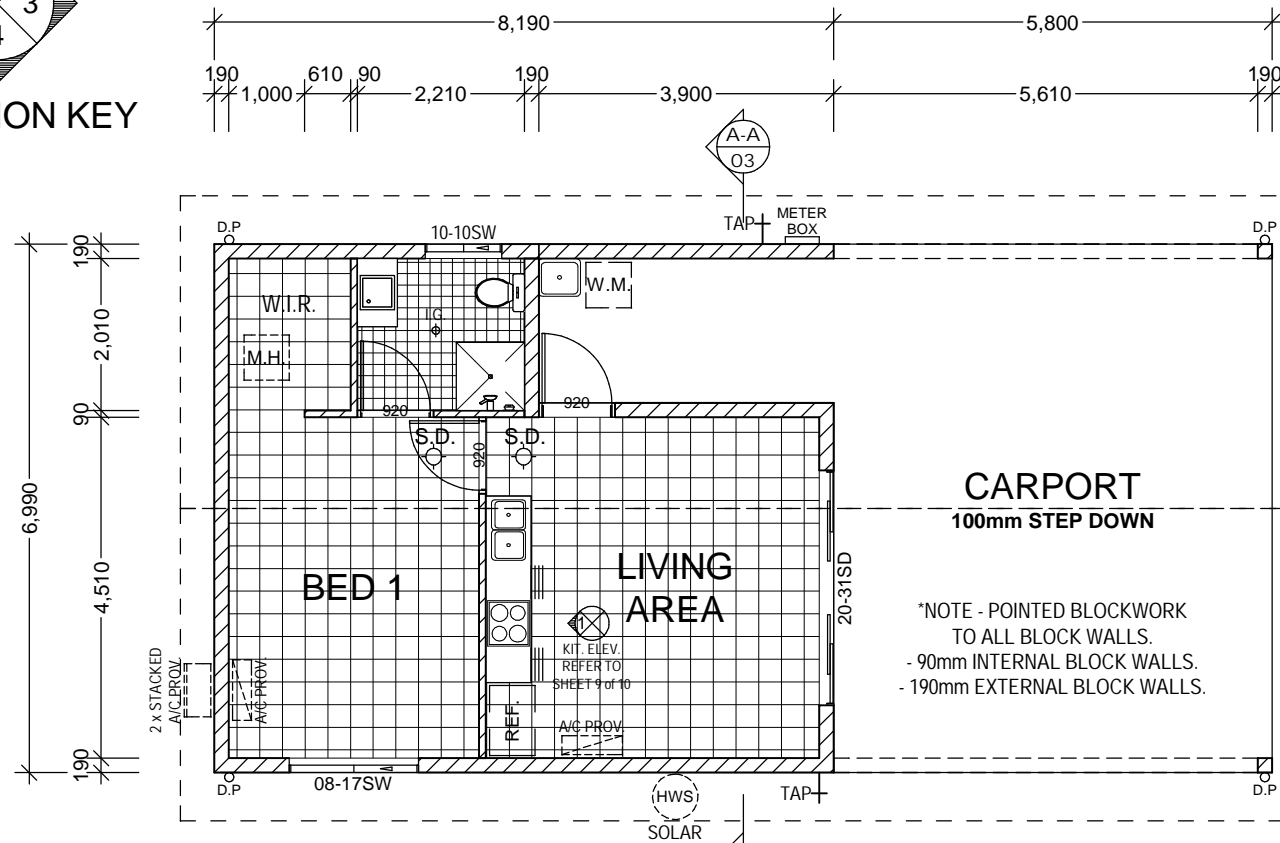 3
4
ION KEY
8,190
5,800
190
610
90
190
190
1,000
2,210
3,900
5,610
A-A
03
TAP
METER
BOX
D.P
10-10SW
D.P
190
2,010
90
6,990
4,510
190
W.I.R.
M.H.
I.G.
W.M.
920
920
S.D.
S.D.
920
CARPORT
100mm STEP DOWN
BED 1
LIVING
AREA
20-31SD
1
KIT. ELEV.
REFER TO
SHEET 9 of 10
*NOTE - POINTED BLOCKWORK
TO ALL BLOCK WALLS.
- 90mm INTERNAL BLOCK WALLS.
- 190mm EXTERNAL BLOCK WALLS.
2 x STACKED
A/C PROV.
A/C PROV.
REF.
A/C PROV.
D.P
08-17SW
HWS
SOLAR
TAP
D.P